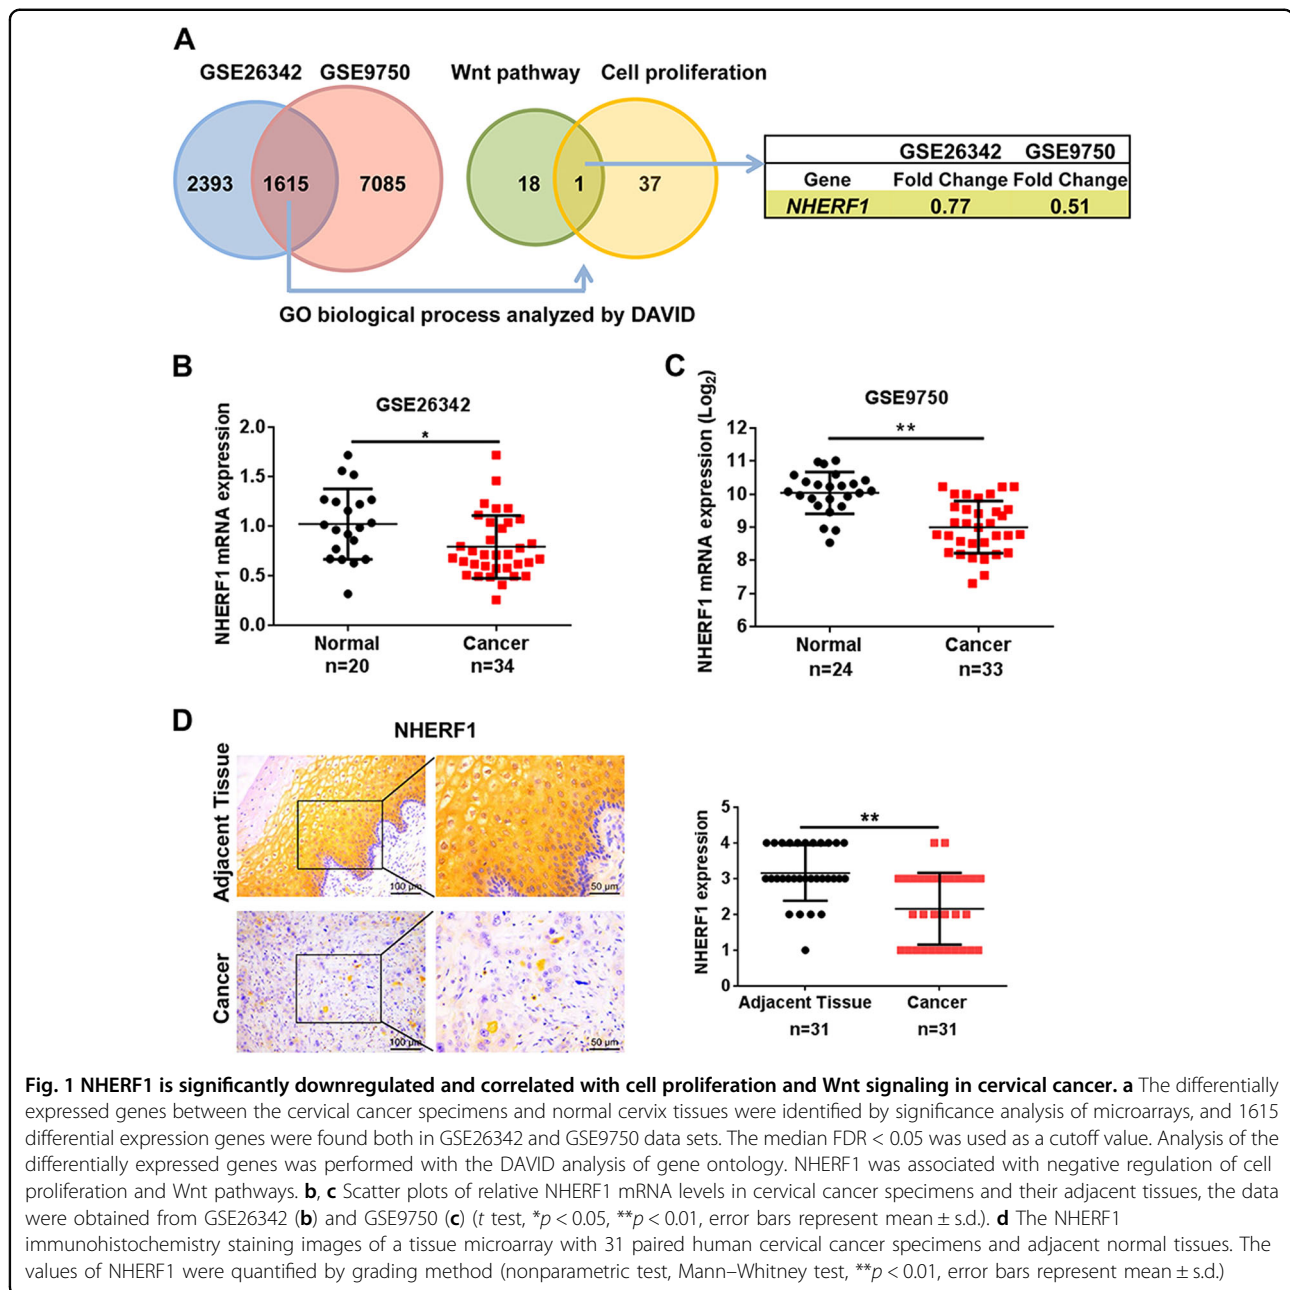 A
GSE26342 GSE9750
Wnt pathway Cell proliferation
2393 1615 7085
18 1 37
GSE26342 GSE9750
Gene Fold Change Fold Change
NHERF1 0.77 0.51
GO biological process analyzed by DAVID
B
GSE26342
NHERF1 mRNA expression
2.0
1.5
1.0
0.5
0.0
*
Normal Cancer
n=20 n=34
C
GSE9750
NHERF1 mRNA expression (Log₂)
12
11
10
9
8
7
6
**
Normal Cancer
n=24 n=33
D
NHERF1
Adjacent Tissue
100 µm 50 µm
Cancer
100 µm 50 µm
NHERF1 expression
5
4
3
2
1
0
**
Adjacent Tissue Cancer
n=31 n=31
Fig. 1 NHERF1 is significantly downregulated and correlated with cell proliferation and Wnt signaling in cervical cancer. a The differentially
expressed genes between the cervical cancer specimens and normal cervix tissues were identified by significance analysis of microarrays, and 1615
differential expression genes were found both in GSE26342 and GSE9750 data sets. The median FDR < 0.05 was used as a cutoff value. Analysis of the
differentially expressed genes was performed with the DAVID analysis of gene ontology. NHERF1 was associated with negative regulation of cell
proliferation and Wnt pathways. b, c Scatter plots of relative NHERF1 mRNA levels in cervical cancer specimens and their adjacent tissues, the data
were obtained from GSE26342 (b) and GSE9750 (c) (t test, *p < 0.05, **p < 0.01, error bars represent mean ± s.d.). d The NHERF1
immunohistochemistry staining images of a tissue microarray with 31 paired human cervical cancer specimens and adjacent normal tissues. The
values of NHERF1 were quantified by grading method (nonparametric test, Mann–Whitney test, **p < 0.01, error bars represent mean ± s.d.)